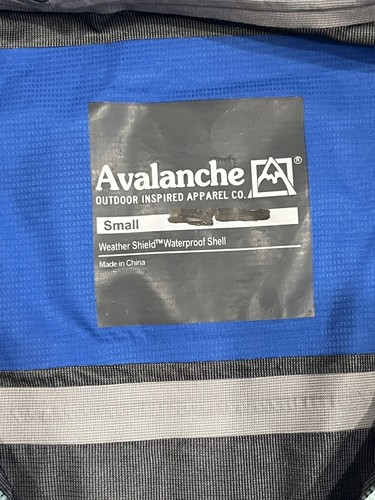 Avalanche ®
OUTDOOR INSPIRED APPAREL CO.
Small
Weather Shield™ Waterproof Shell
Made in China